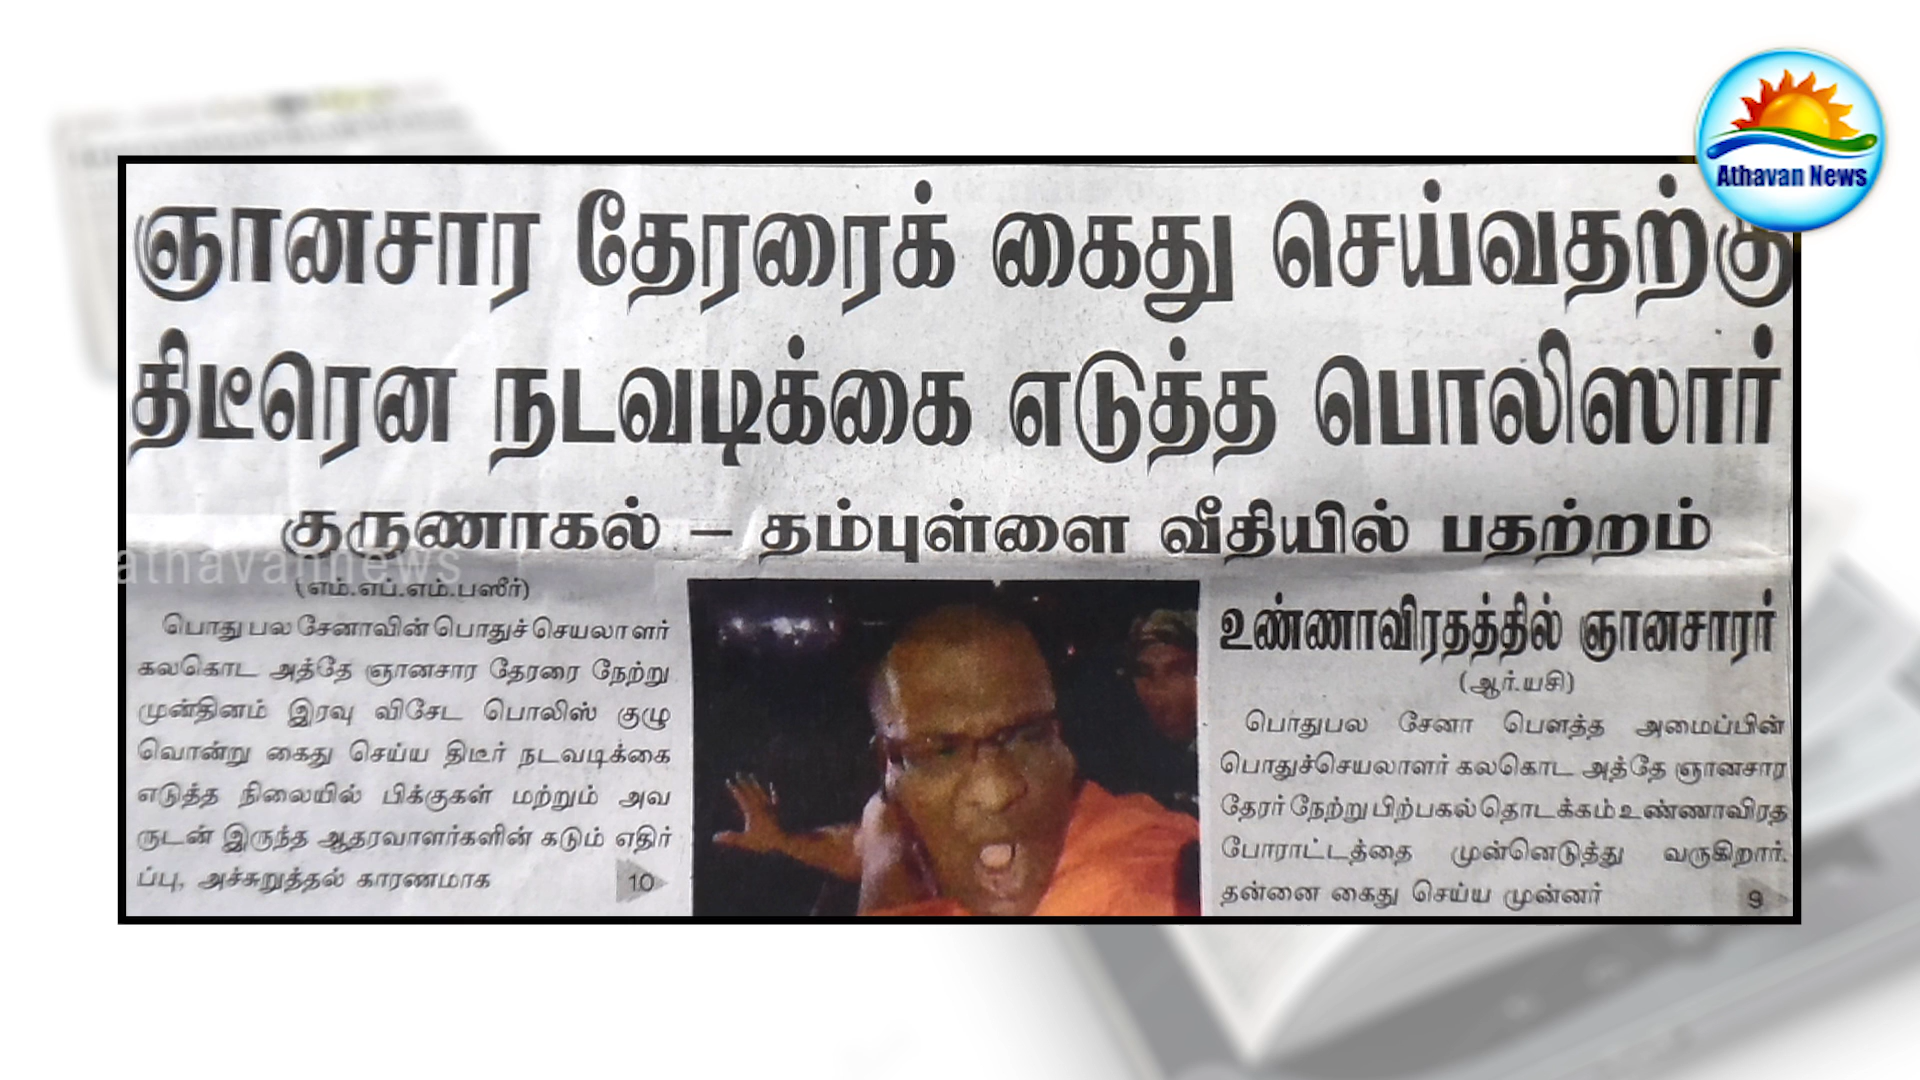 Athavan News
ஞானசார தேரரைக் கைது செய்வதற்கு
திடீரென நடவடிக்கை எடுத்த பொலிஸார்
குருணாகல் – தம்புள்ளை வீதியில் பதற்றம்
athavannews
(எம்.எப்.எம்.பஸீர்)
பொது பல சேனாவின் பொதுச் செயலாளர்
கலகொட அத்தே ஞானசார தேரரை நேற்று
முன்தினம் இரவு விசேட பொலிஸ் குழு
வொன்று கைது செய்ய திடீர் நடவடிக்கை
எடுத்த நிலையில் பிக்குகள் மற்றும் அவ
ருடன் இருந்த ஆதரவாளர்களின் கடும் எதிர்
ப்பு, அச்சுறுத்தல் காரணமாக
10
உண்ணாவிரதத்தில் ஞானசாரர்
(ஆர்.யசி)
பொதுபல சேனா பௌத்த அமைப்பின்
பொதுச்செயலாளர் கலகொட அத்தே ஞானசார
தேரர் நேற்று பிற்பகல் தொடக்கம் உண்ணாவிரத
போராட்டத்தை முன்னெடுத்து வருகிறார்.
தன்னை கைது செய்ய முன்னர்
9